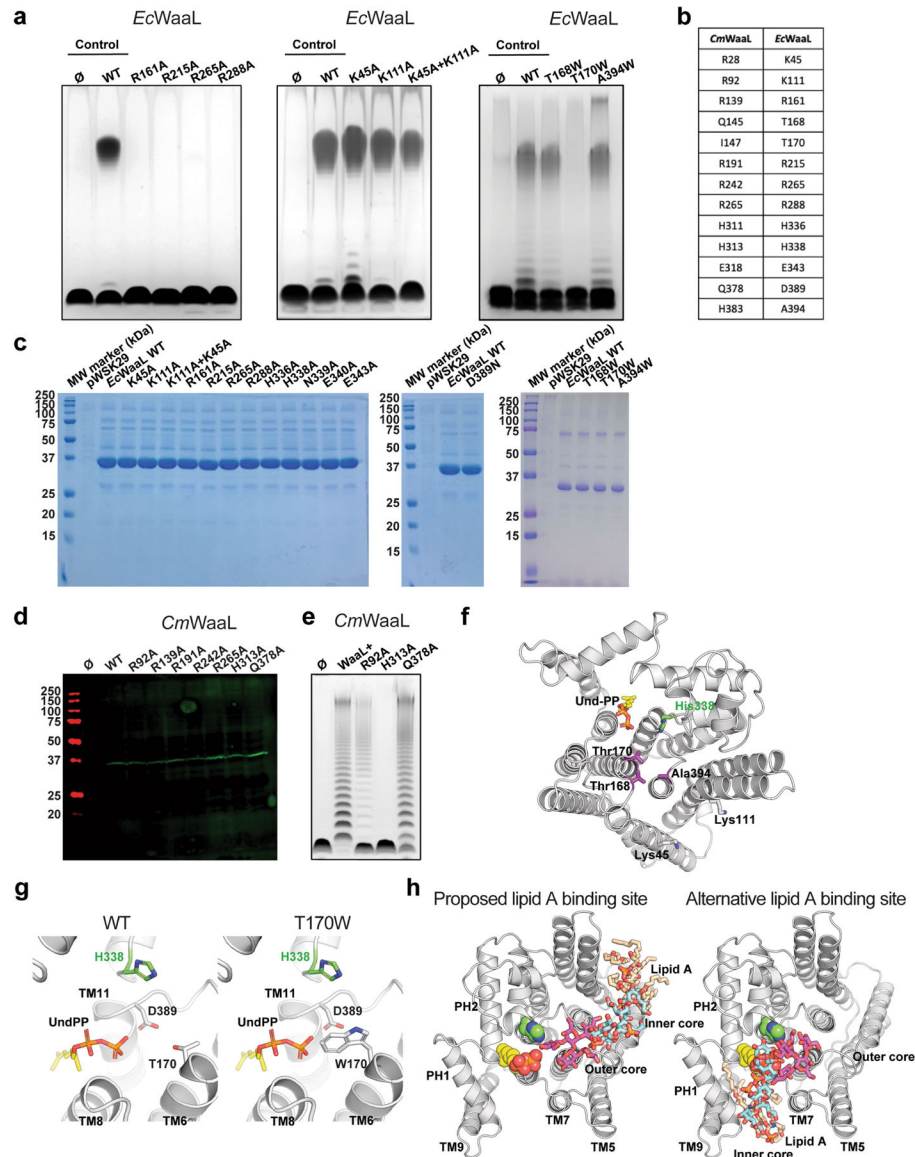 a
EcWaaL
EcWaaL
EcWaaL
Control
Ø WT R161A R215A R265A R288A
Control
Ø WT K45A K111A K45A+K111A
Control
Ø WT T168W T170W A394W
b
CmWaaL EcWaaL
R28 K45
R92 K111
R139 R161
Q145 T168
I147 T170
R191 R215
R242 R265
R265 R288
H311 H336
H313 H338
E318 E343
Q378 D389
H383 A394
c
MW marker (kDa) pWSK29 EcWaaL WT K45A K111A K111A+K45A R161A R215A R265A R288A H336A H338A N339A E340A E343A
250
150
100
75
50
37
25
20
15
MW marker (kDa) pWSK29 EcWaaL WT D389N
250
150
100
75
50
37
25
20
15
MW marker (kDa) pWSK29 EcWaaL WT T168W T170W A394W
250
150
100
75
50
37
25
20
15
d
CmWaaL
Ø WT R92A R139A R191A R242A R265A H313A Q378A
250
150
100
75
50
37
25
20
e
CmWaaL
Ø WaaL+ R92A H313A Q378A
f
Und-PP
His338
Thr170
Thr168
Ala394
Lys111
Lys45
g
WT
H338
TM11
D389
UndPP
T170
TM8
TM6
T170W
H338
TM11
D389
UndPP
W170
TM8
TM6
h
Proposed lipid A binding site
Lipid A
PH2
Inner core
Outer core
PH1
TM7
TM9
TM5
Alternative lipid A binding site
PH2
Outer core
PH1
TM7
TM9
Lipid A
TM5
Inner core